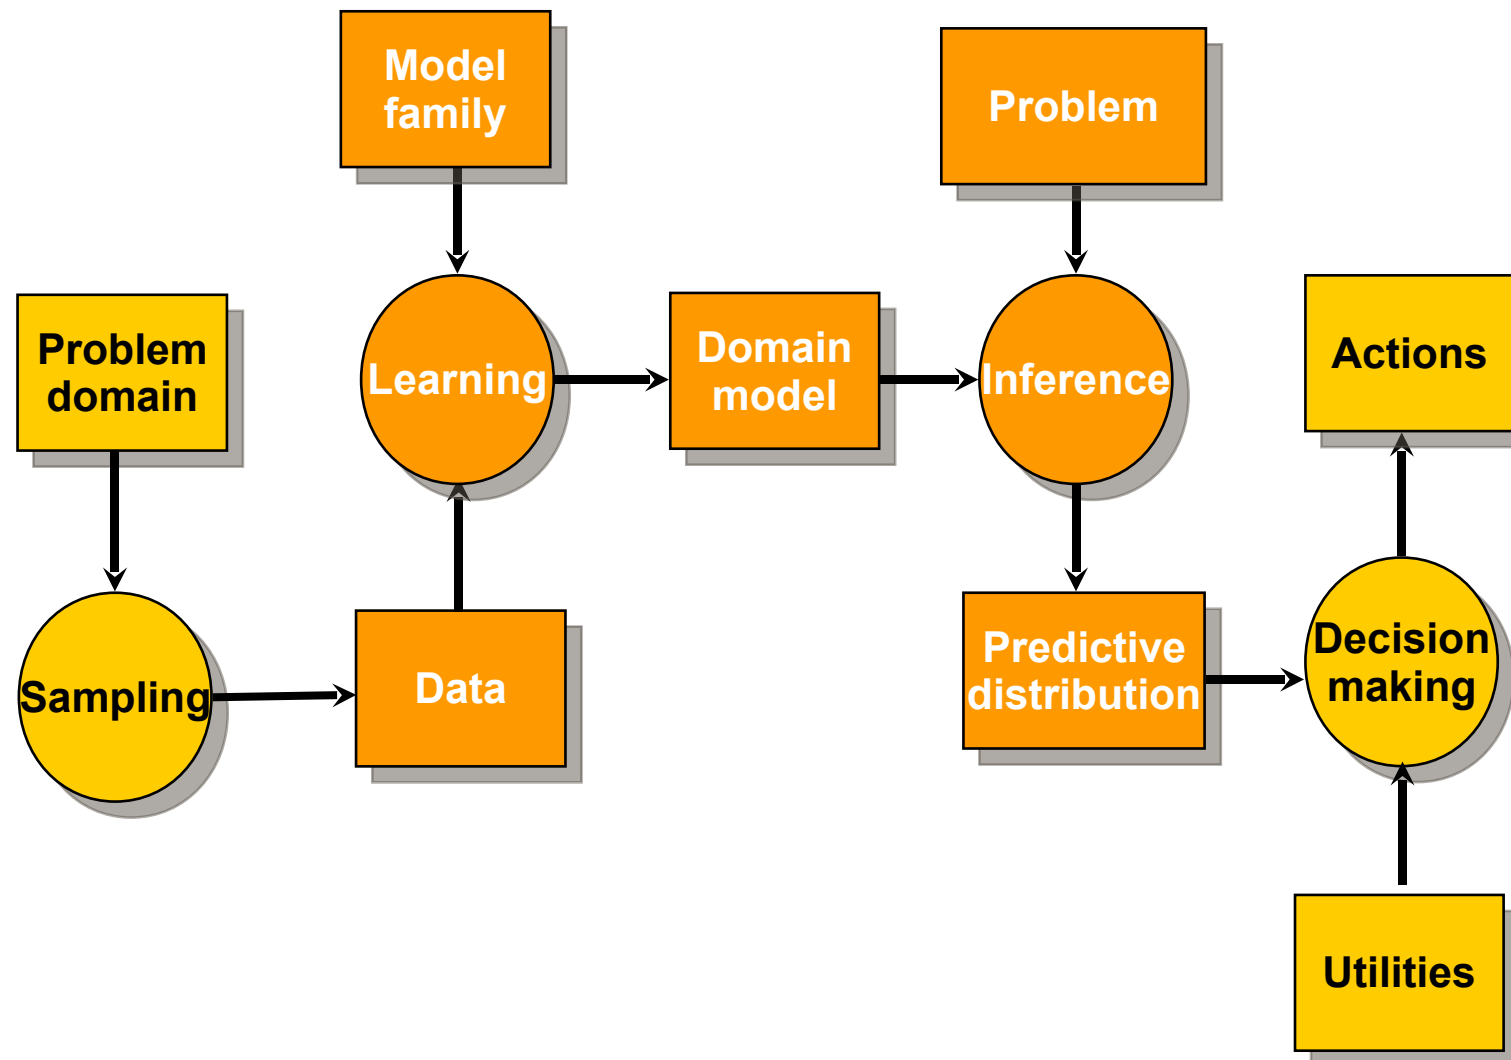 Model
family
Problem
Problem
domain
Learning
Domain
model
Inference
Actions
Sampling
Data
Predictive
distribution
Decision
making
Utilities